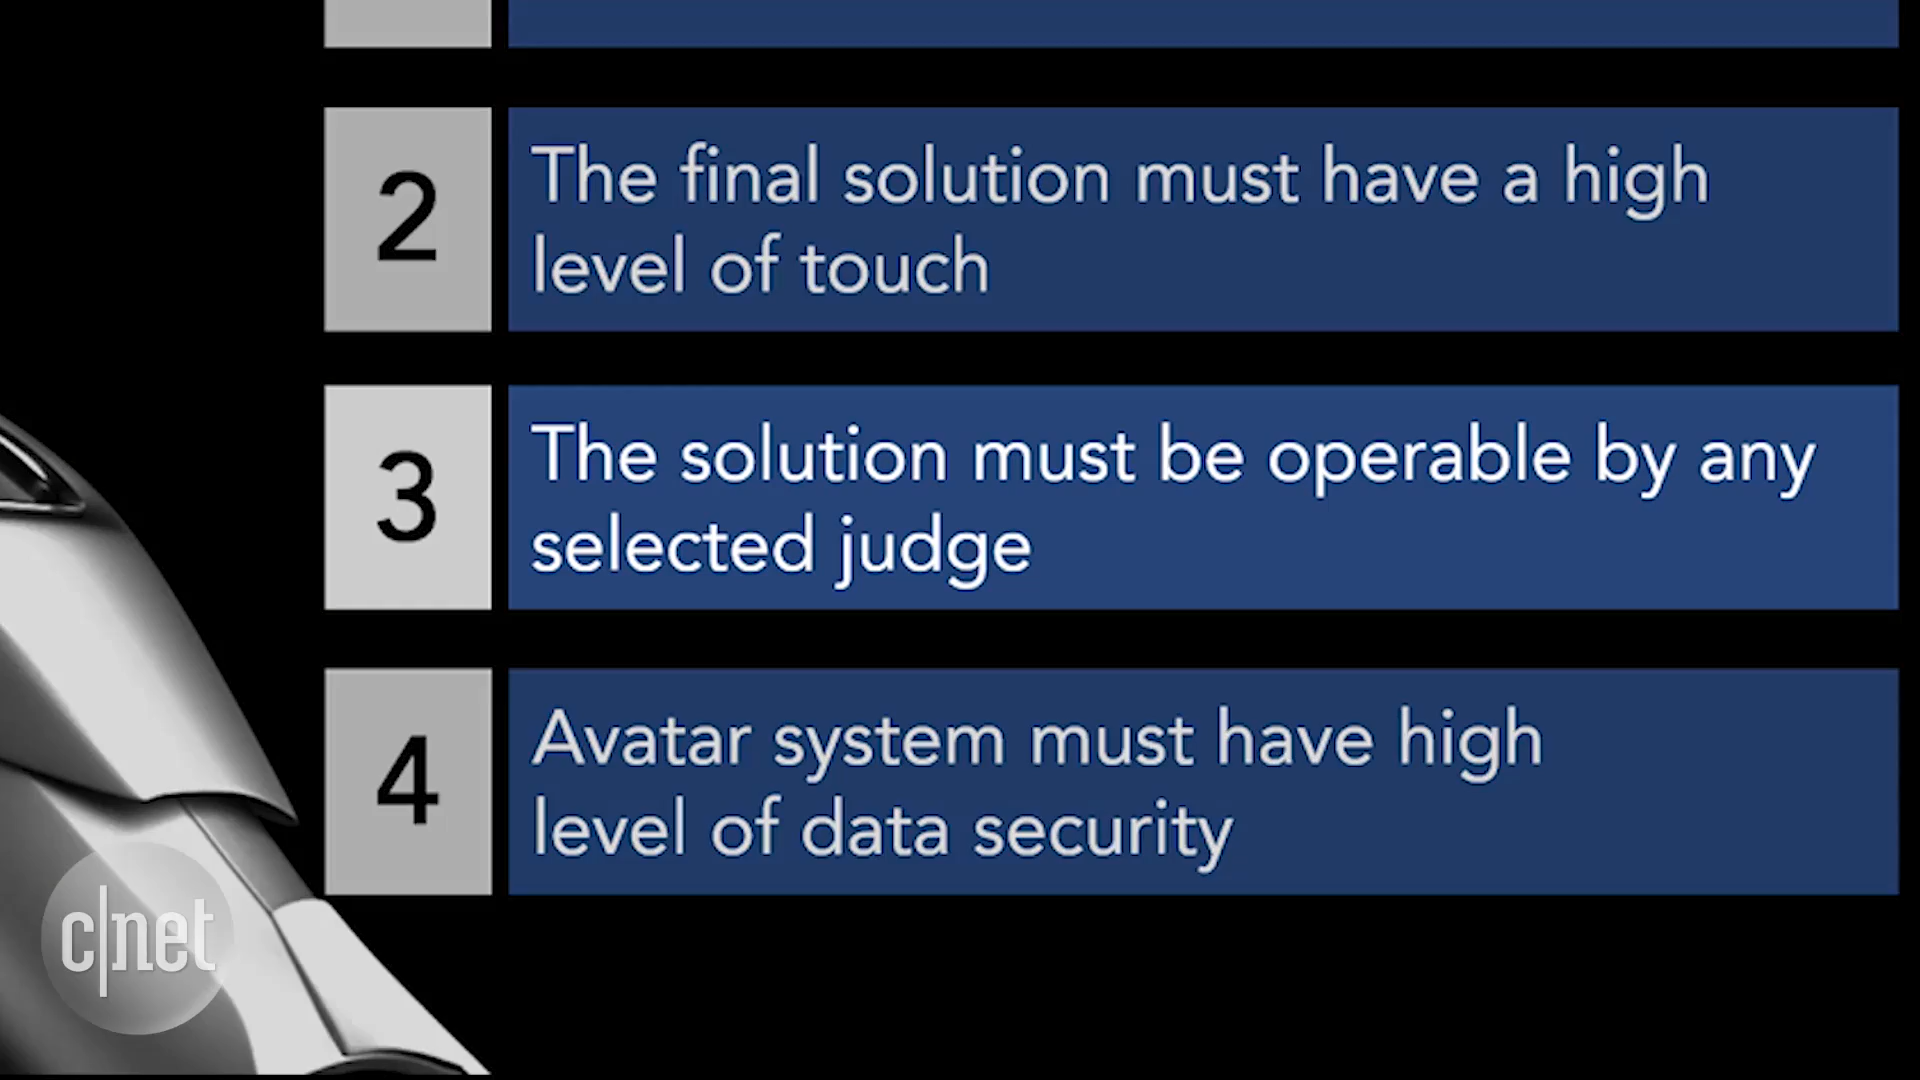 2
The final solution must have a high
level of touch
3
The solution must be operable by any
selected judge
4
Avatar system must have high
level of data security
c|net